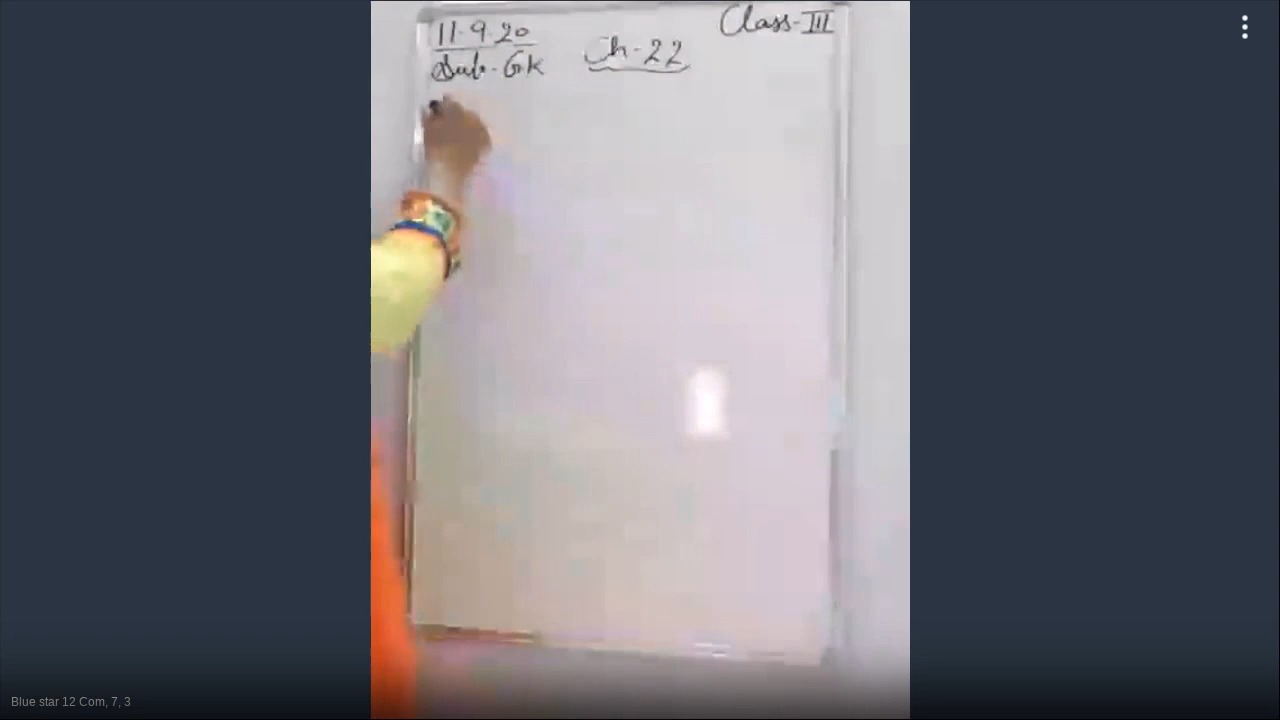 11.9.20
Class-III
Sub-GK
Ch-22
Blue star 12 Com, 7, 3